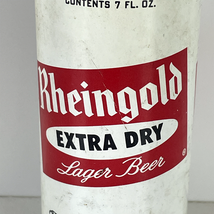 CONTENTS 7 FL. OZ.
Rheingold
EXTRA DRY
Lager Beer
®